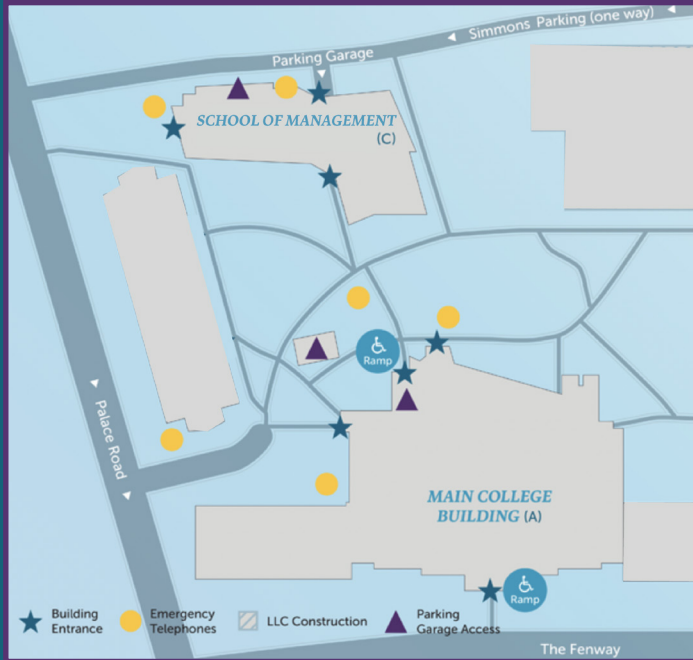 Simmons Parking (one way)
Parking Garage
SCHOOL OF MANAGEMENT
(C)
Ramp
Palace Road
MAIN COLLEGE
BUILDING (A)
Ramp
Building
Entrance
Emergency
Telephones
LLC Construction
Parking
Garage Access
The Fenway